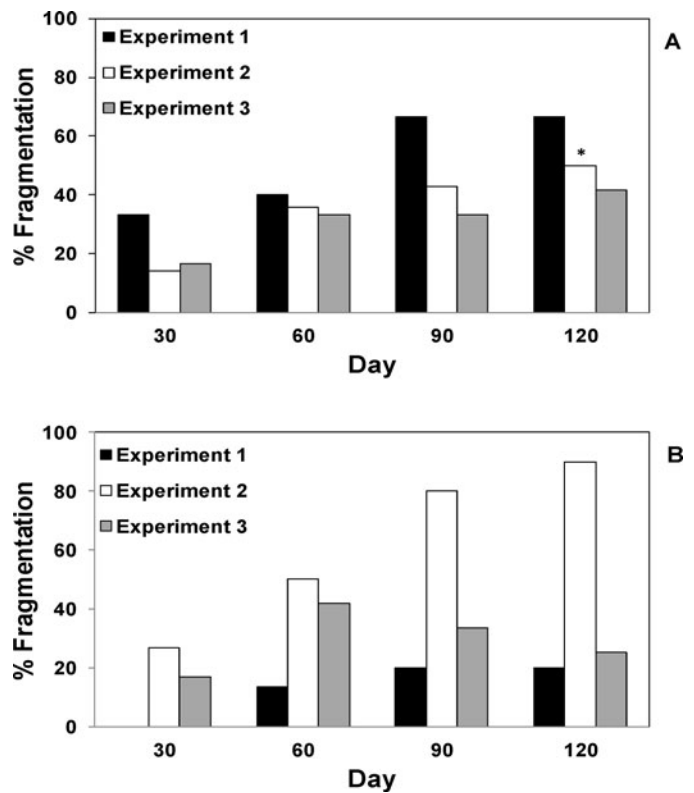 100
80
60
40
20
0
% Fragmentation
Experiment 1
Experiment 2
Experiment 3
A
*
30 60 90 120
Day
100
80
60
40
20
0
% Fragmentation
Experiment 1
Experiment 2
Experiment 3
B
30 60 90 120
Day